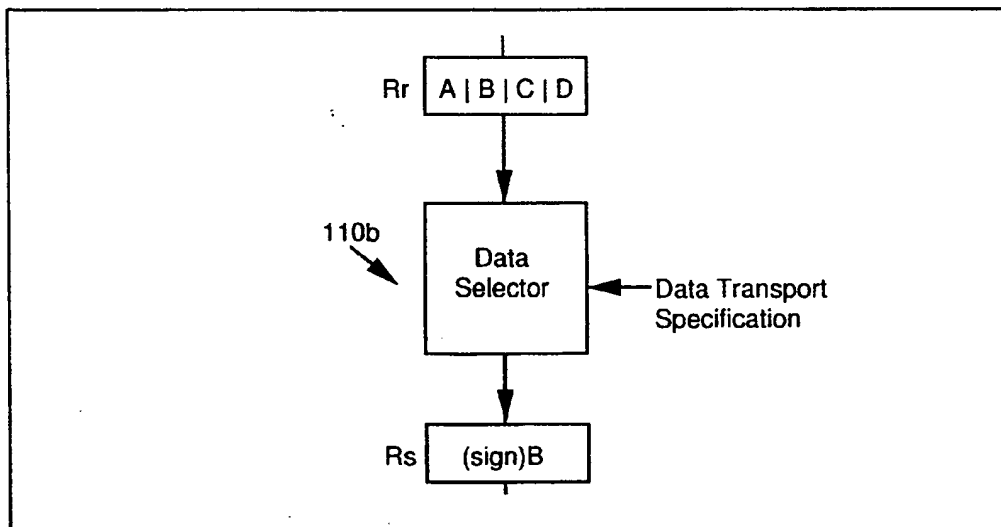 Rr A | B | C | D
110b
Data
Selector
Data Transport
Specification
Rs (sign)B